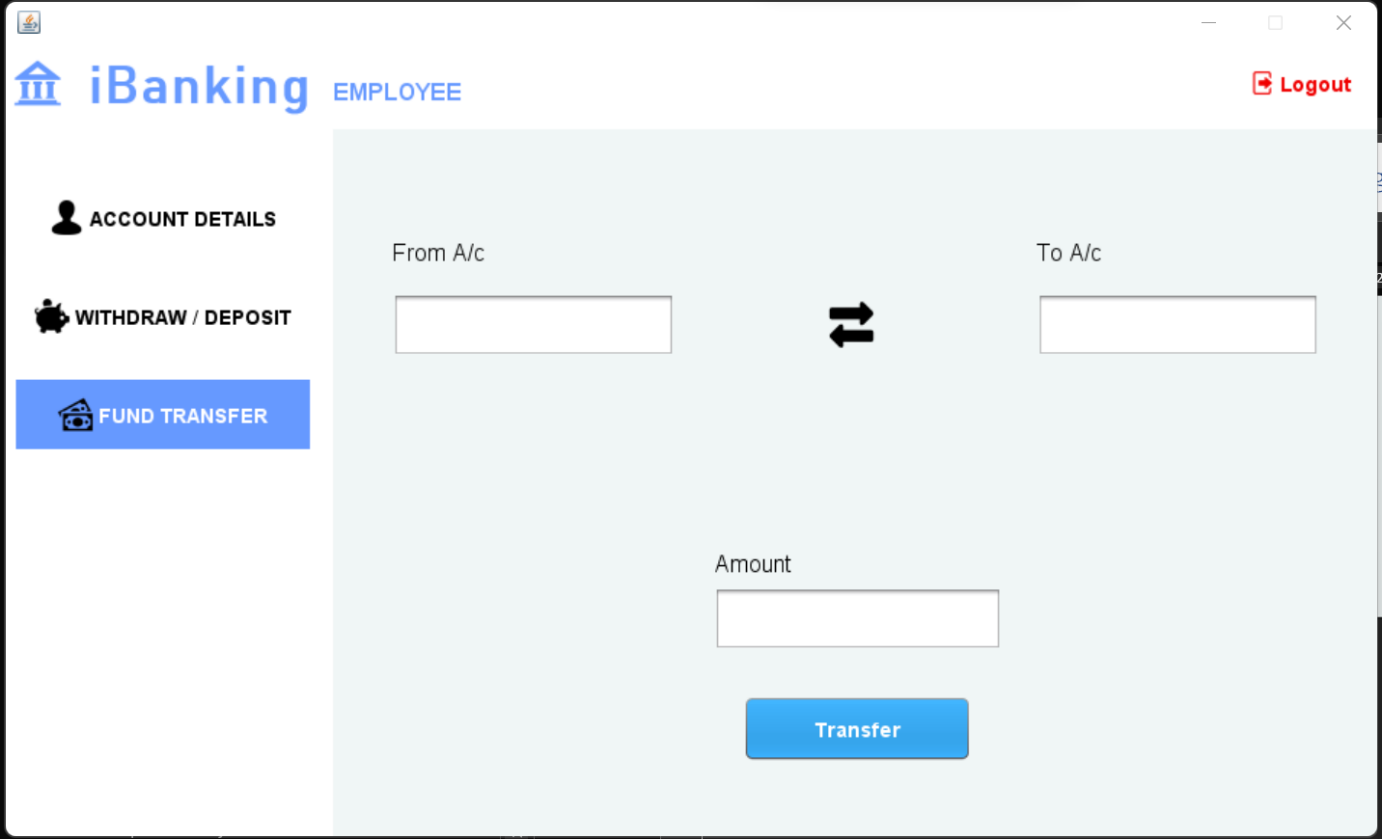 iBanking EMPLOYEE
Logout
ACCOUNT DETAILS
WITHDRAW / DEPOSIT
FUND TRANSFER
From A/c
To A/c
Amount
Transfer